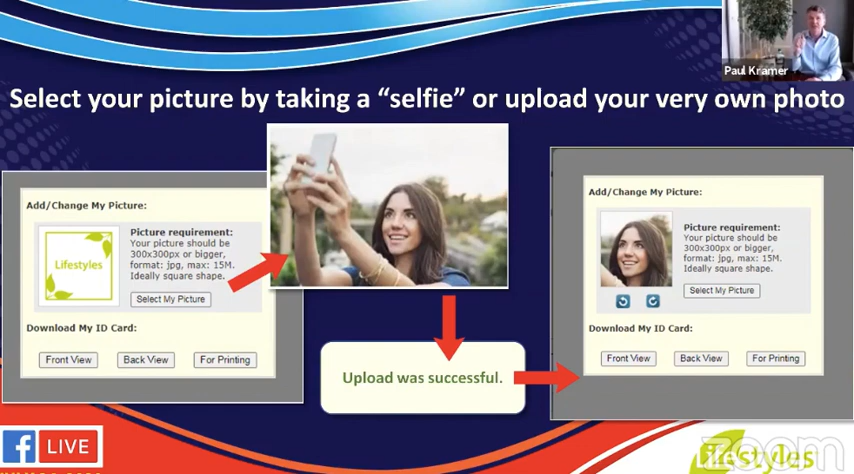 Paul Kramer
Select your picture by taking a “selfie” or upload your very own photo
Add/Change My Picture:
Lifestyles
Picture requirement:
Your picture should be
300x300px or bigger,
format: jpg, max: 15M.
Ideally square shape.
Select My Picture
Download My ID Card:
Front View
Back View
For Printing
Upload was successful.
Add/Change My Picture:
Picture requirement:
Your picture should be
300x300px or bigger,
format: jpg, max: 15M.
Ideally square shape.
Select My Picture
Download My ID Card:
Front View
Back View
For Printing
f LIVE
Lifestyles
zoom